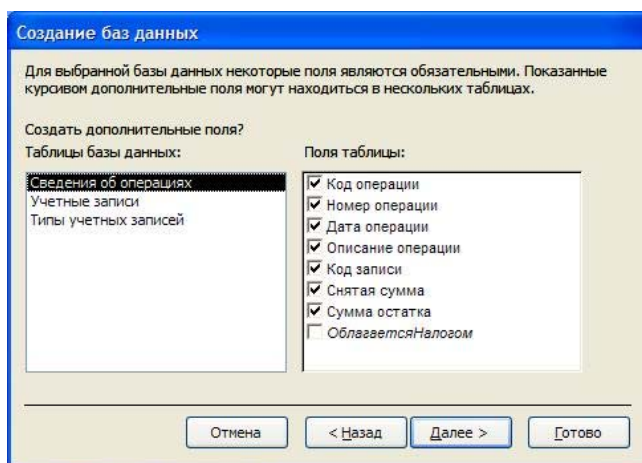 Создание баз данных
Для выбранной базы данных некоторые поля являются обязательными. Показанные
курсивом дополнительные поля могут находиться в нескольких таблицах.
Создать дополнительные поля?
Таблицы базы данных:
Сведения об операциях
Учетные записи
Типы учетных записей
Поля таблицы:
Код операции
Номер операции
Дата операции
Описание операции
Код записи
Снятая сумма
Сумма остатка
ОблагаетсяНалогом
Отмена
< Назад
Далее >
Готово